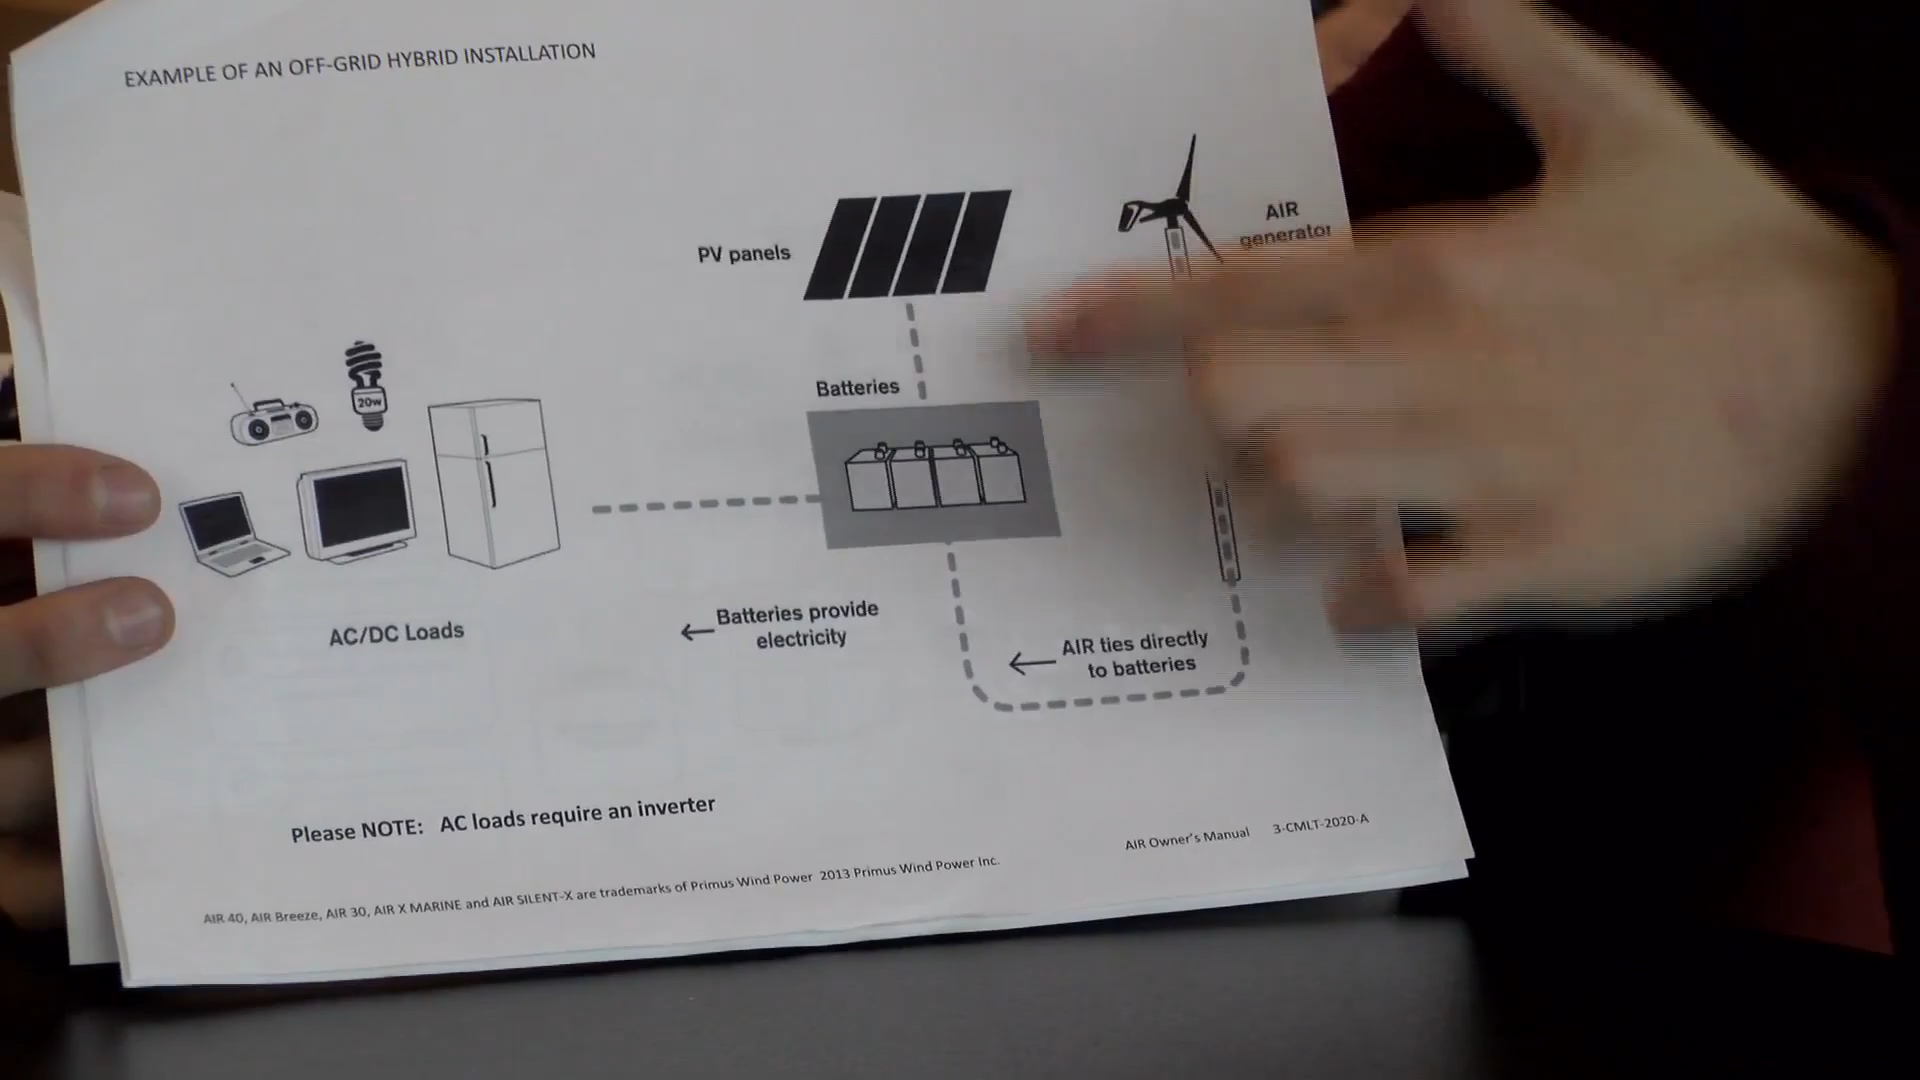 EXAMPLE OF AN OFF-GRID HYBRID INSTALLATION
AIR
generator
PV panels
Batteries
20w
Batteries provide
electricity
AC/DC Loads
AIR ties directly
to batteries
Please NOTE: AC loads require an inverter
AIR Owner's Manual 3-CMLT-2020-A
AIR 40, AIR Breeze, AIR 30, AIR X MARINE and AIR SILENT-X are trademarks of Primus Wind Power 2013 Primus Wind Power Inc.